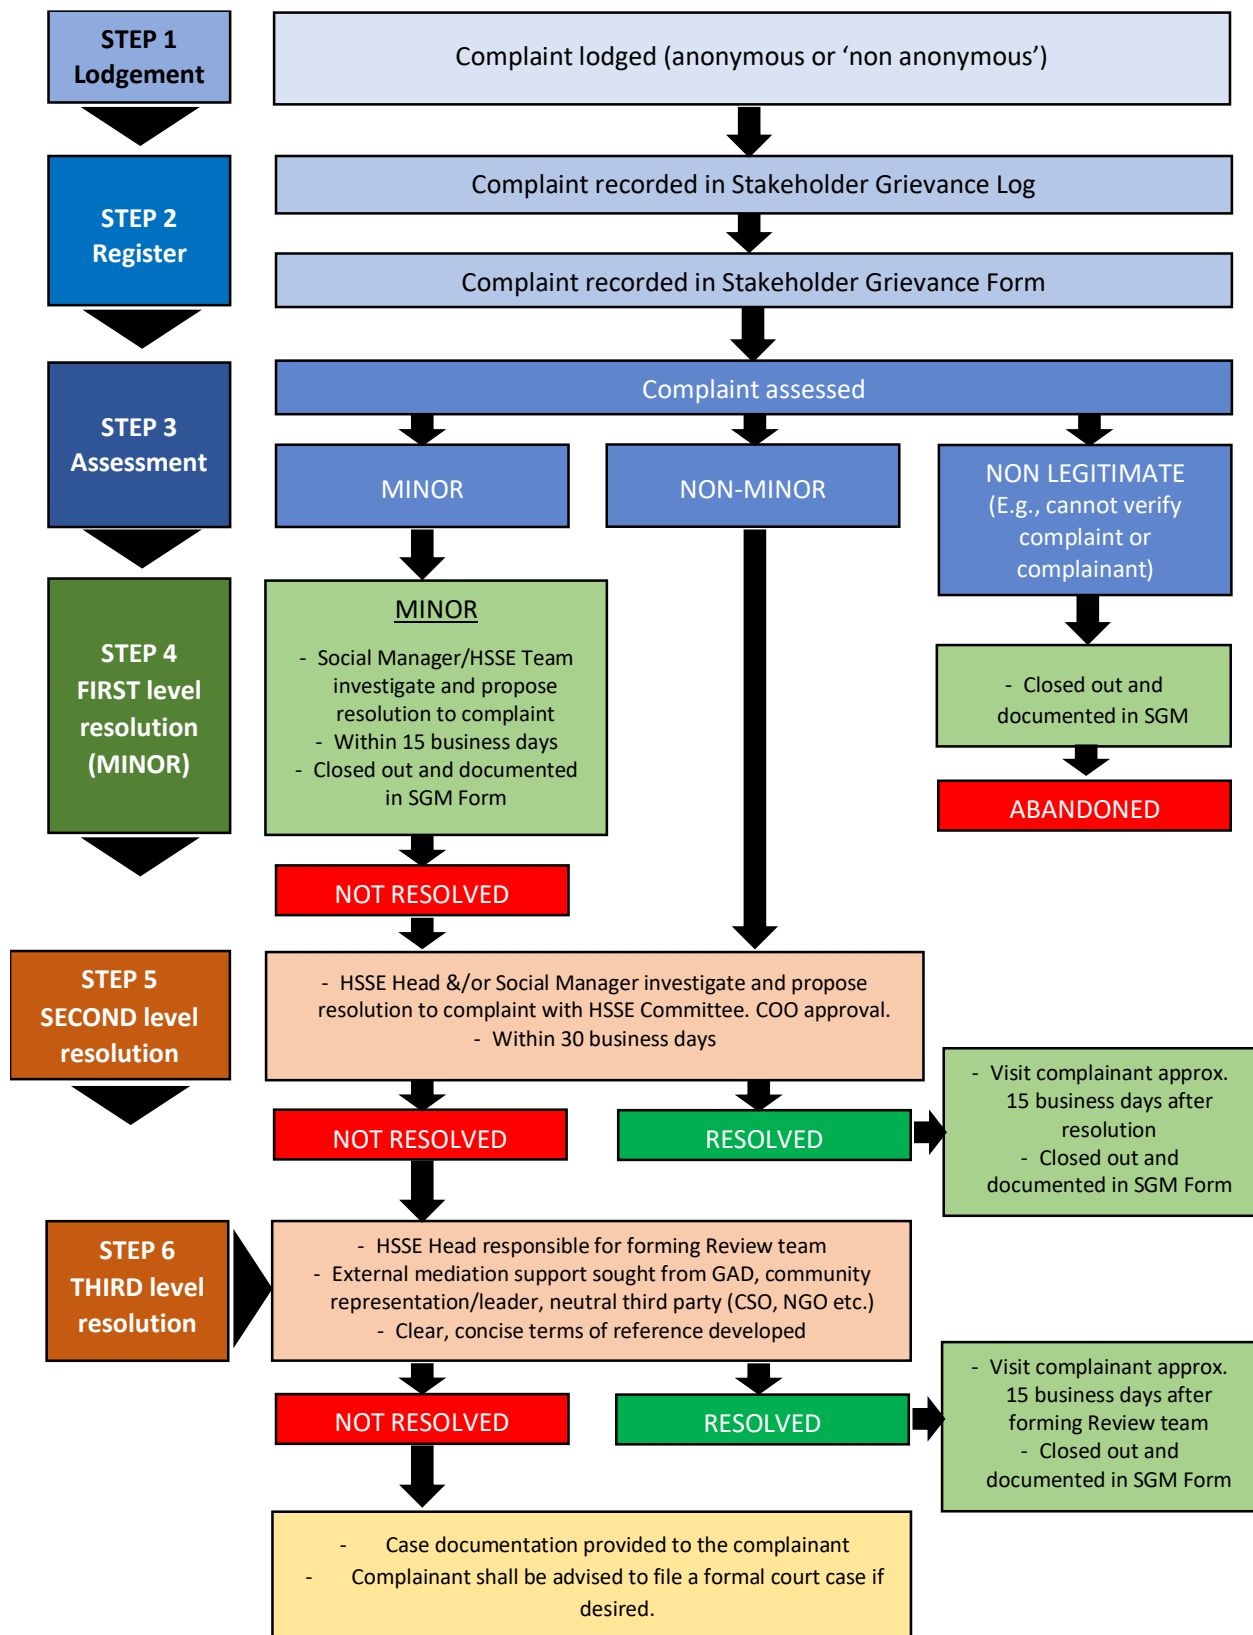 STEP 1
Lodgement
Complaint lodged (anonymous or ‘non anonymous’)
STEP 2
Register
Complaint recorded in Stakeholder Grievance Log
Complaint recorded in Stakeholder Grievance Form
STEP 3
Assessment
Complaint assessed
MINOR
NON-MINOR
NON LEGITIMATE
(E.g., cannot verify
complaint or
complainant)
STEP 4
FIRST level
resolution
(MINOR)
MINOR
- Social Manager/HSSE Team
investigate and propose
resolution to complaint
- Within 15 business days
- Closed out and documented
in SGM Form
- Closed out and
documented in SGM
ABANDONED
NOT RESOLVED
STEP 5
SECOND level
resolution
- HSSE Head &/or Social Manager investigate and propose
resolution to complaint with HSSE Committee. COO approval.
- Within 30 business days
NOT RESOLVED
RESOLVED
- Visit complainant approx.
15 business days after
resolution
- Closed out and
documented in SGM Form
STEP 6
THIRD level
resolution
- HSSE Head responsible for forming Review team
- External mediation support sought from GAD, community
representation/leader, neutral third party (CSO, NGO etc.)
- Clear, concise terms of reference developed
NOT RESOLVED
RESOLVED
- Visit complainant approx.
15 business days after
forming Review team
- Closed out and
documented in SGM Form
- Case documentation provided to the complainant
- Complainant shall be advised to file a formal court case if
desired.